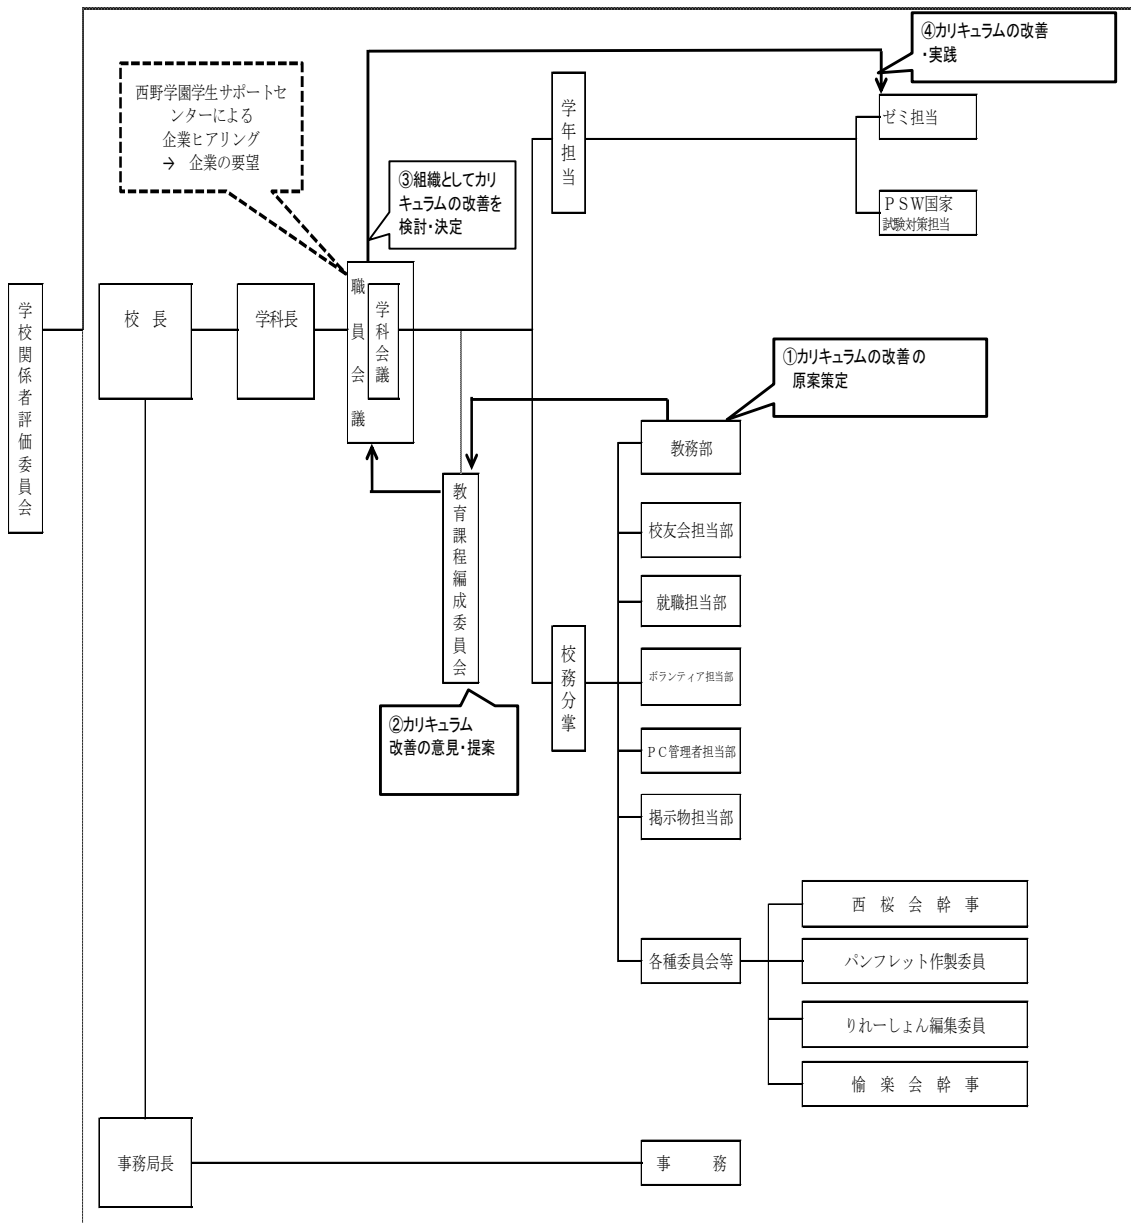 ④カリキュラムの改善
・実践
西野学園学生サポートセ
ンターによる
企業ヒアリング
→ 企業の要望
学年担当
ゼミ担当
③組織としてカリ
キュラムの改善を
検討・決定
ＰＳＷ国家
試験対策担当
学校関係者評価委員会
校 長
学科長
職員会議
学科会議
①カリキュラムの改善の
原案策定
教務部
教育課程編成委員会
校友会担当部
就職担当部
校務分掌
ボランティア担当部
②カリキュラム
改善の意見・提案
ＰＣ管理者担当部
掲示物担当部
西 桜 会 幹 事
各種委員会等
パンフレット作製委員
りれーしょん編集委員
愉 楽 会 幹 事
事務局長
事 務